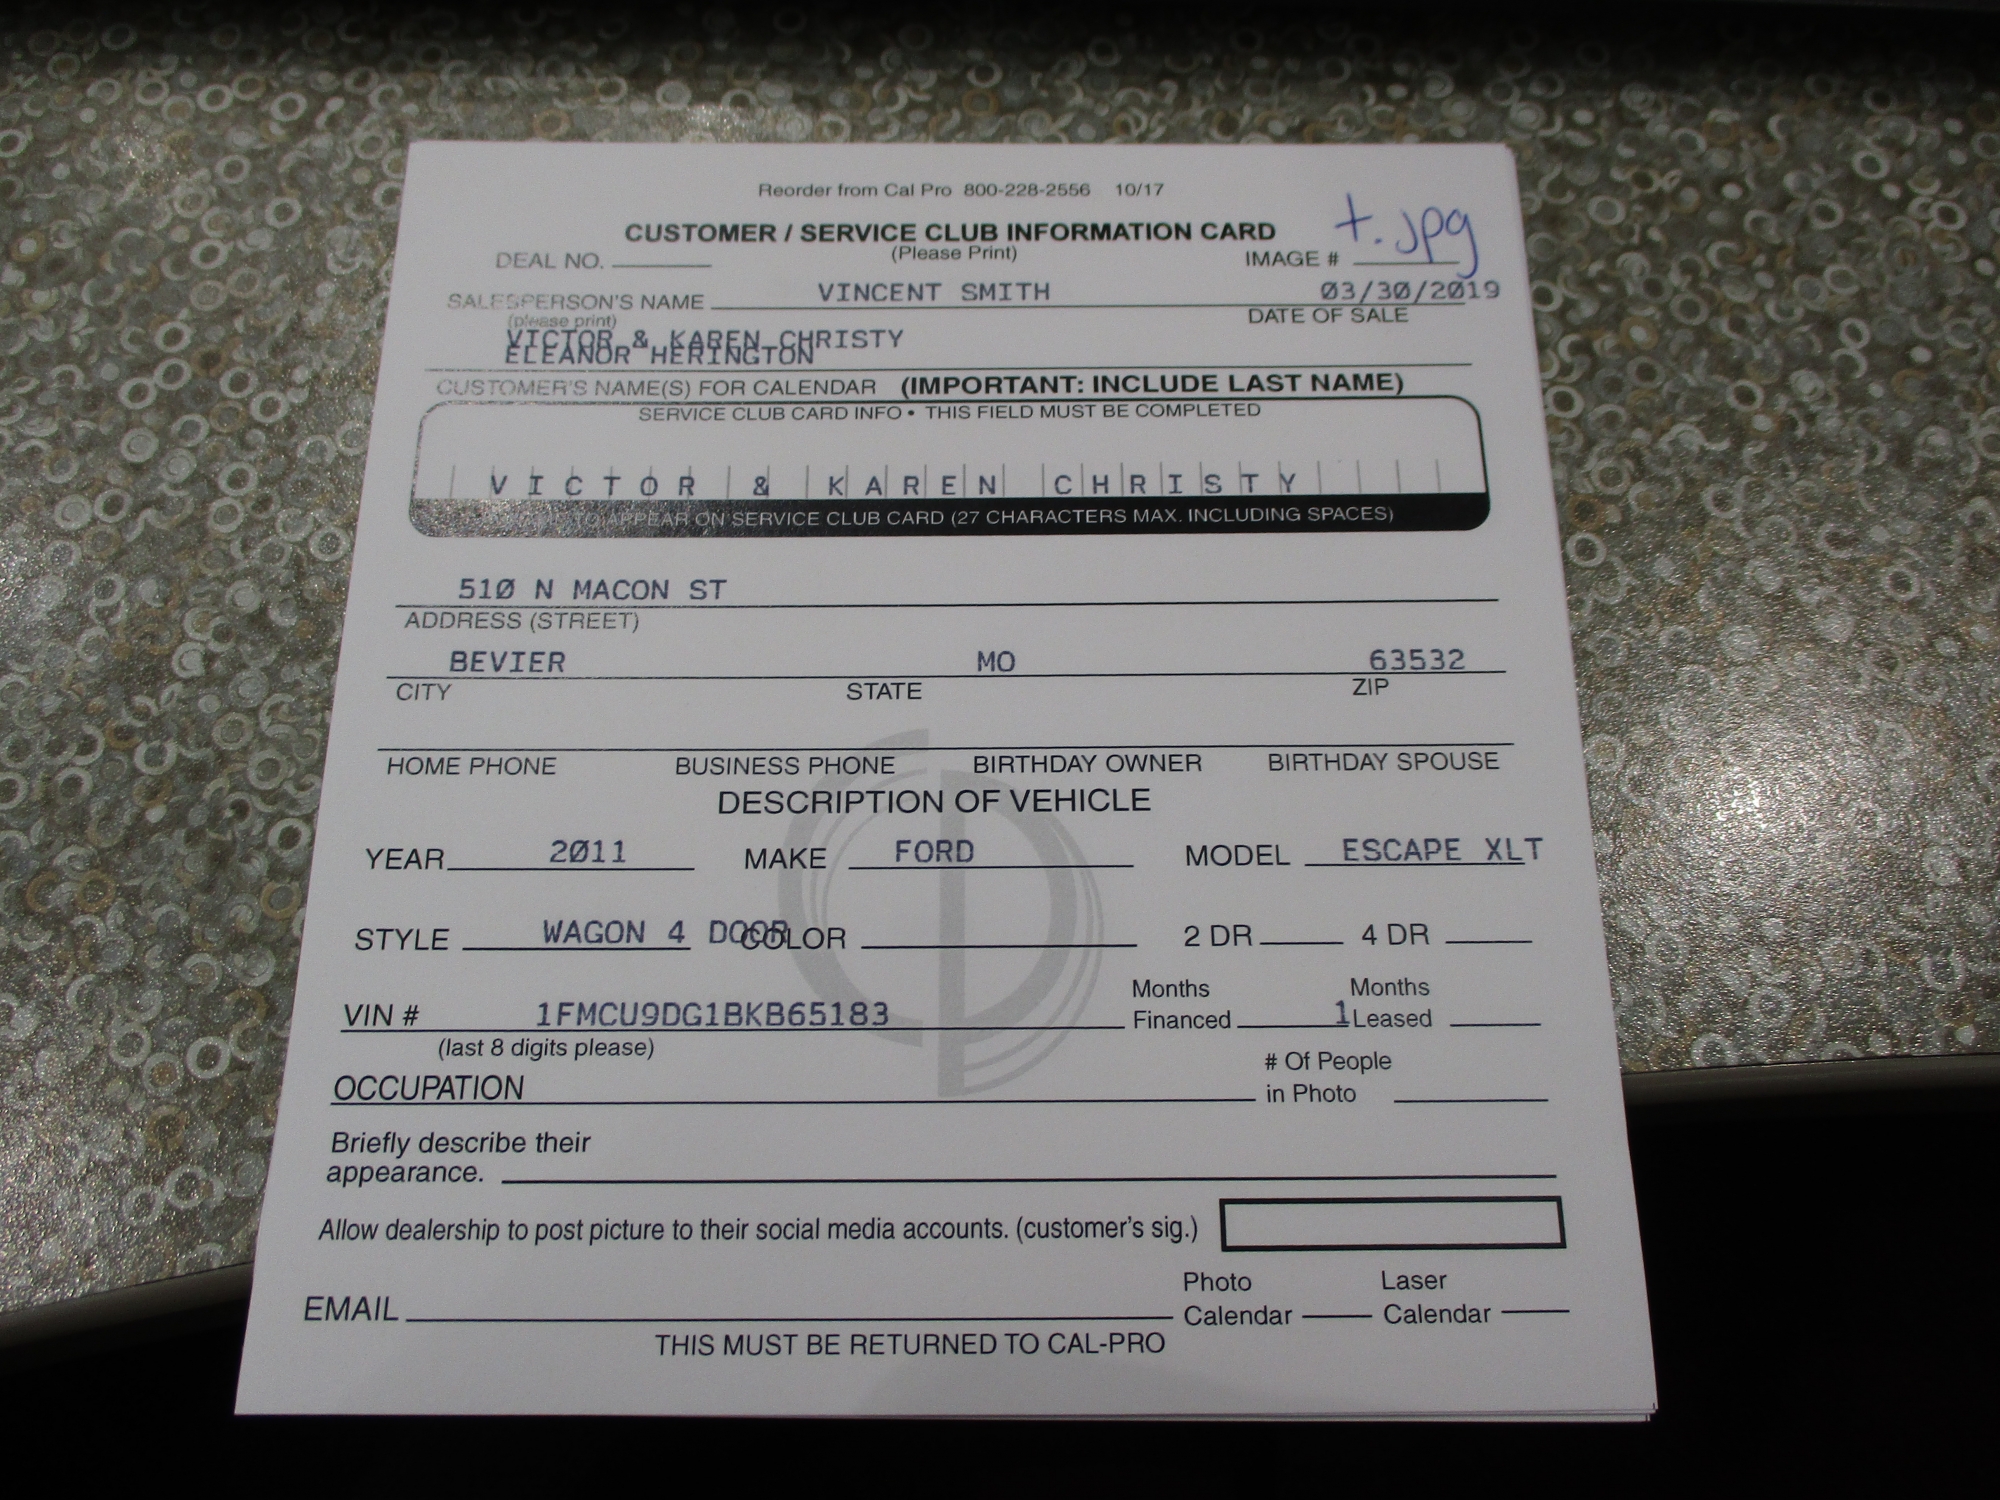 Reorder from Cal Pro 800-228-2556 10/17
CUSTOMER / SERVICE CLUB INFORMATION CARD
(Please Print)
DEAL NO. IMAGE # t.jpg
SALESPERSON'S NAME VINCENT SMITH 03/30/2019
(please print) DATE OF SALE
VICTOR & KAREN CHRISTY
ELEANOR HERINGTON
CUSTOMER'S NAME(S) FOR CALENDAR (IMPORTANT: INCLUDE LAST NAME)
SERVICE CLUB CARD INFO • THIS FIELD MUST BE COMPLETED
VICTOR & KAREN CHRISTY
TO APPEAR ON SERVICE CLUB CARD (27 CHARACTERS MAX. INCLUDING SPACES)
510 N MACON ST
ADDRESS (STREET)
BEVIER MO 63532
CITY STATE ZIP
HOME PHONE BUSINESS PHONE BIRTHDAY OWNER BIRTHDAY SPOUSE
DESCRIPTION OF VEHICLE
YEAR 2011 MAKE FORD MODEL ESCAPE XLT
STYLE WAGON 4 DOOR COLOR 2 DR 4 DR
VIN # 1FMCU9DG1BKB65183 Months Financed 1 Months Leased
(last 8 digits please)
OCCUPATION # Of People in Photo
Briefly describe their
appearance.
Allow dealership to post picture to their social media accounts. (customer's sig.)
EMAIL Photo Calendar Laser Calendar
THIS MUST BE RETURNED TO CAL-PRO